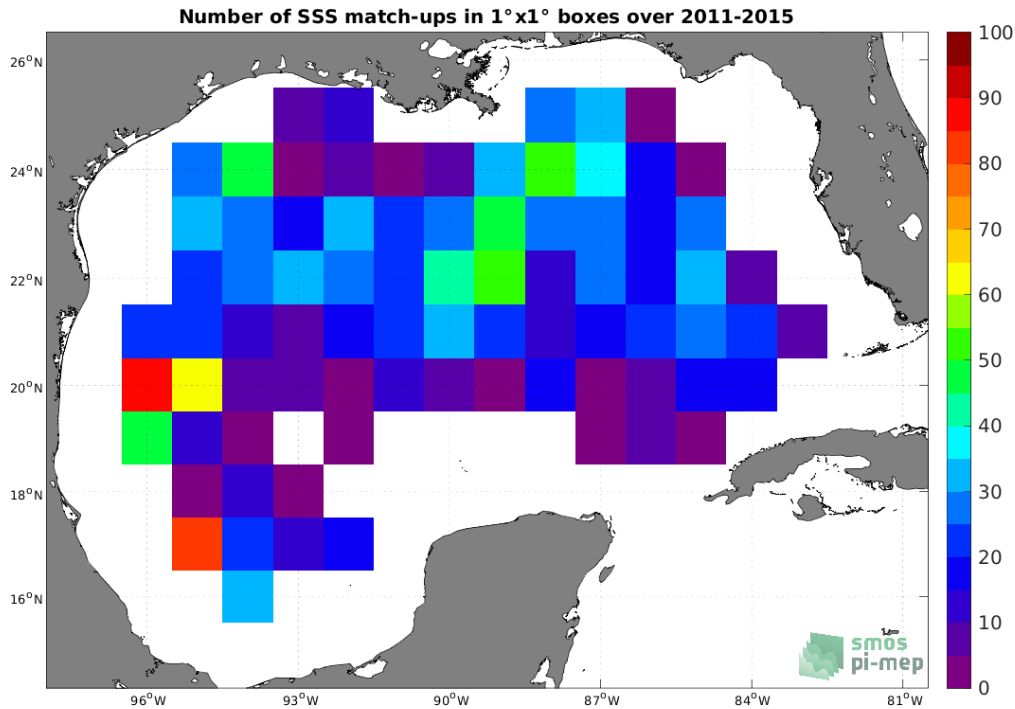 Number of SSS match-ups in 1°x1° boxes over 2011-2015
26°N
24°N
22°N
20°N
18°N
16°N
96°W 93°W 90°W 87°W 84°W 81°W
100
90
80
70
60
50
40
30
20
10
0
smos
pi-mep